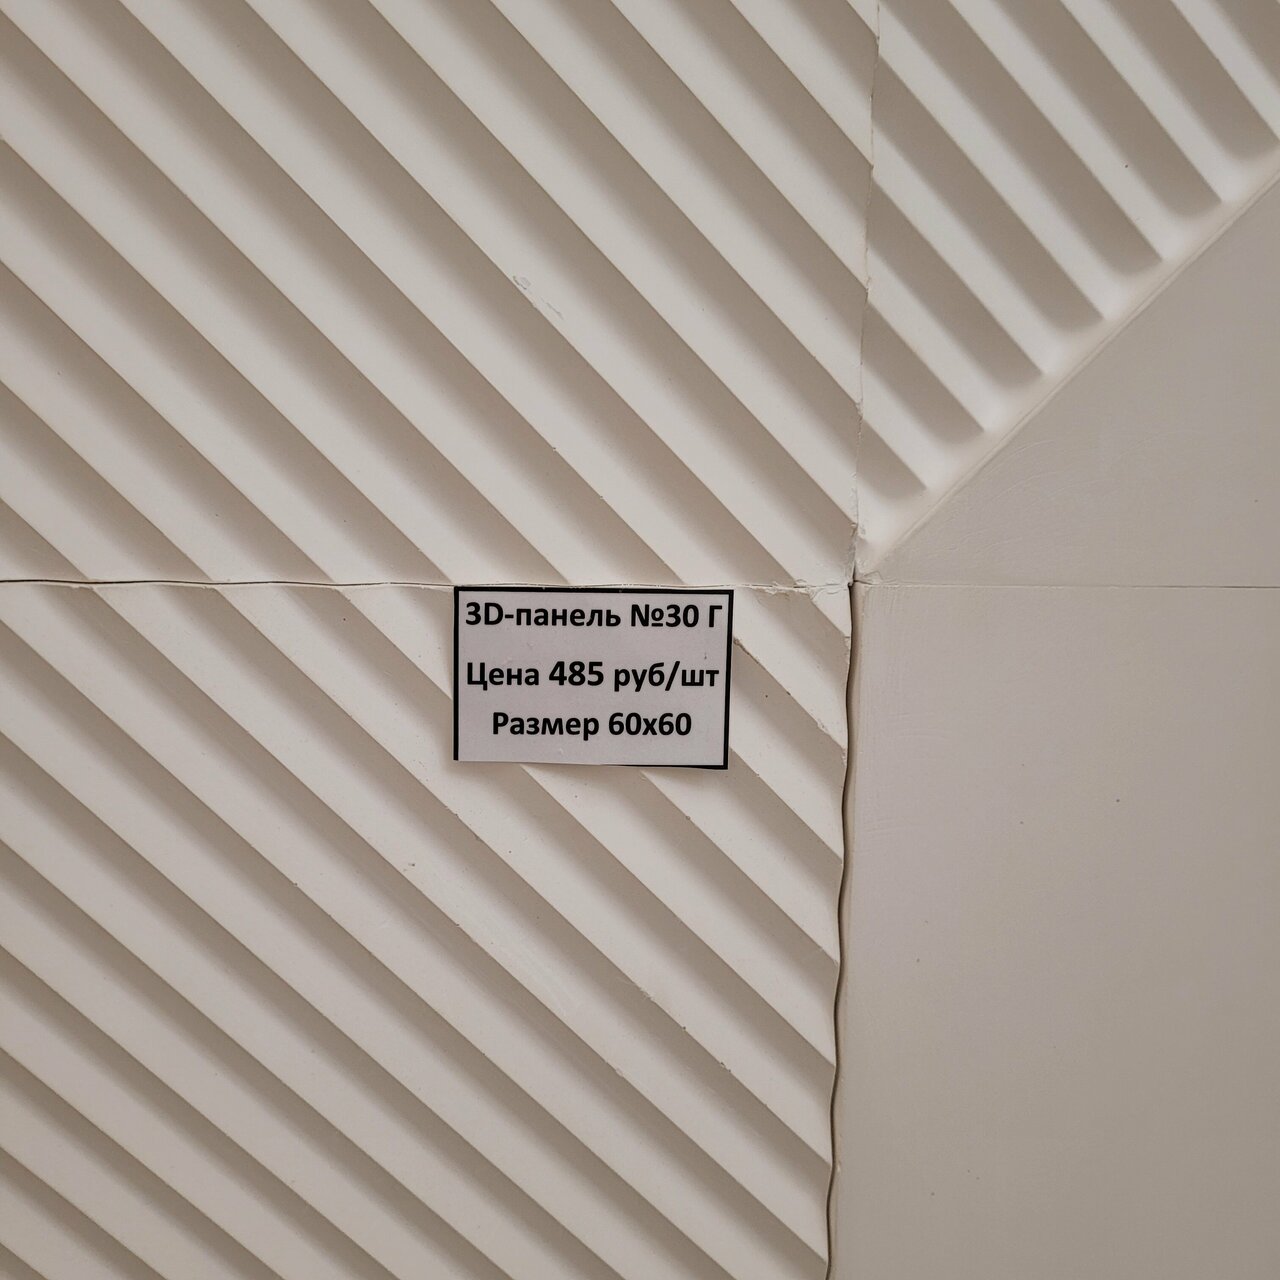 3D-панель №30 Г
Цена 485 руб/шт
Размер 60х60